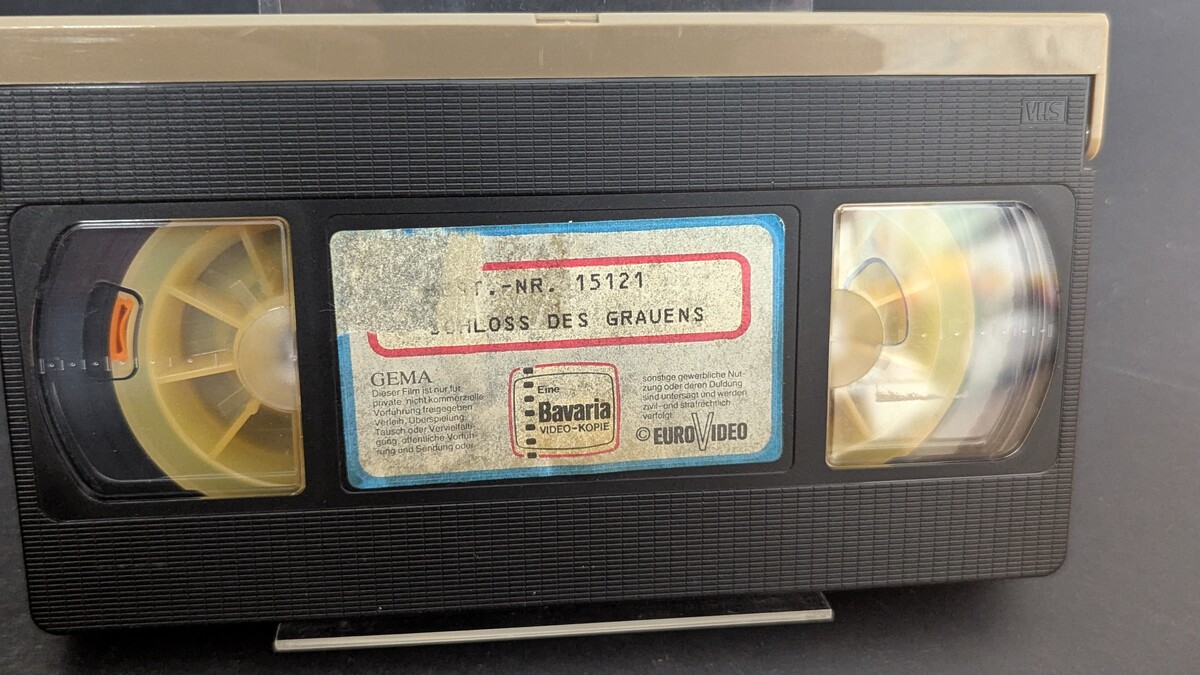 VHS
T.-NR. 15121
SCHLOSS DES GRAUENS
GEMA
Dieser Film ist nur für
private, nicht kommerzielle
Vorführung freigegeben
Verleih, Überspielung,
Tausch oder Vervielfälti-
gung, öffentliche Vorfüh-
rung und Sendung oder
Eine
Bavaria
VIDEO-KOPIE
sonstige gewerbliche Nut-
zung oder deren Duldung
sind untersagt und werden
zivil- und strafrechtlich
verfolgt
© EUROVIDEO